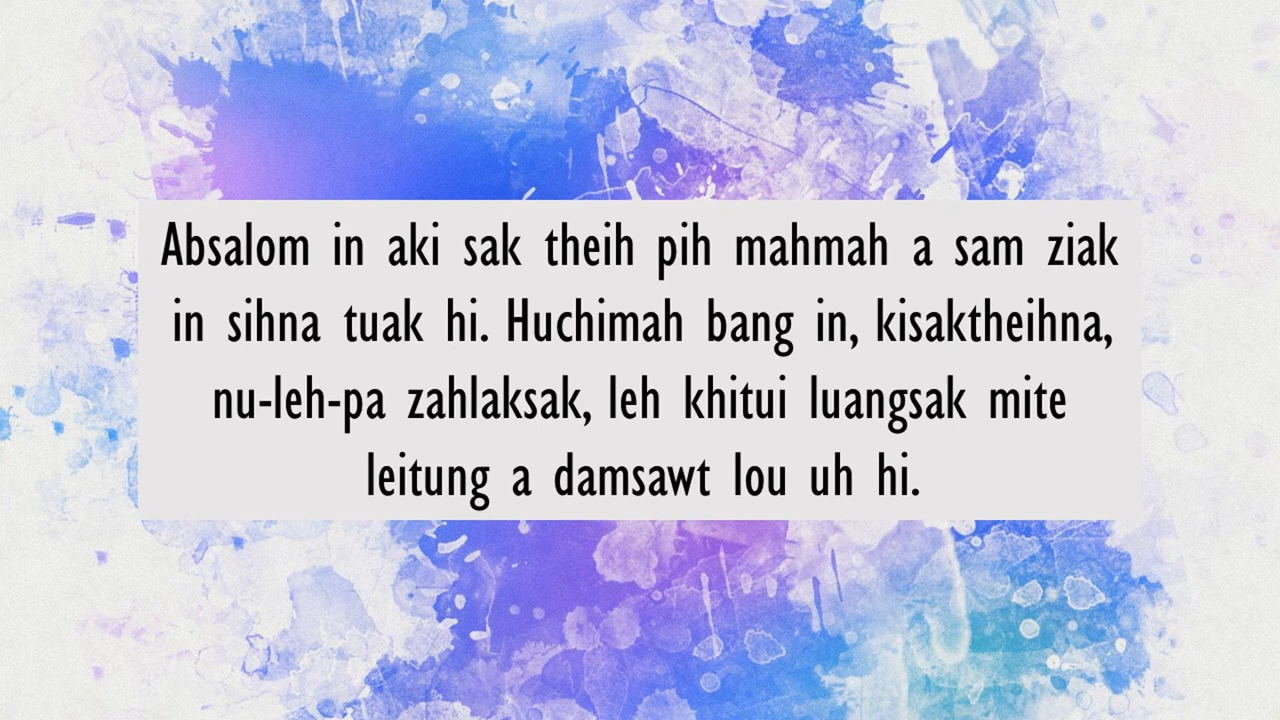 Absalom in aki sak theih pih mahmah a sam ziak
in sihna tuak hi. Huchimah bang in, kisaktheihna,
nu-leh-pa zahlaksak, leh khitui luangsak mite
leitung a damsawt lou uh hi.